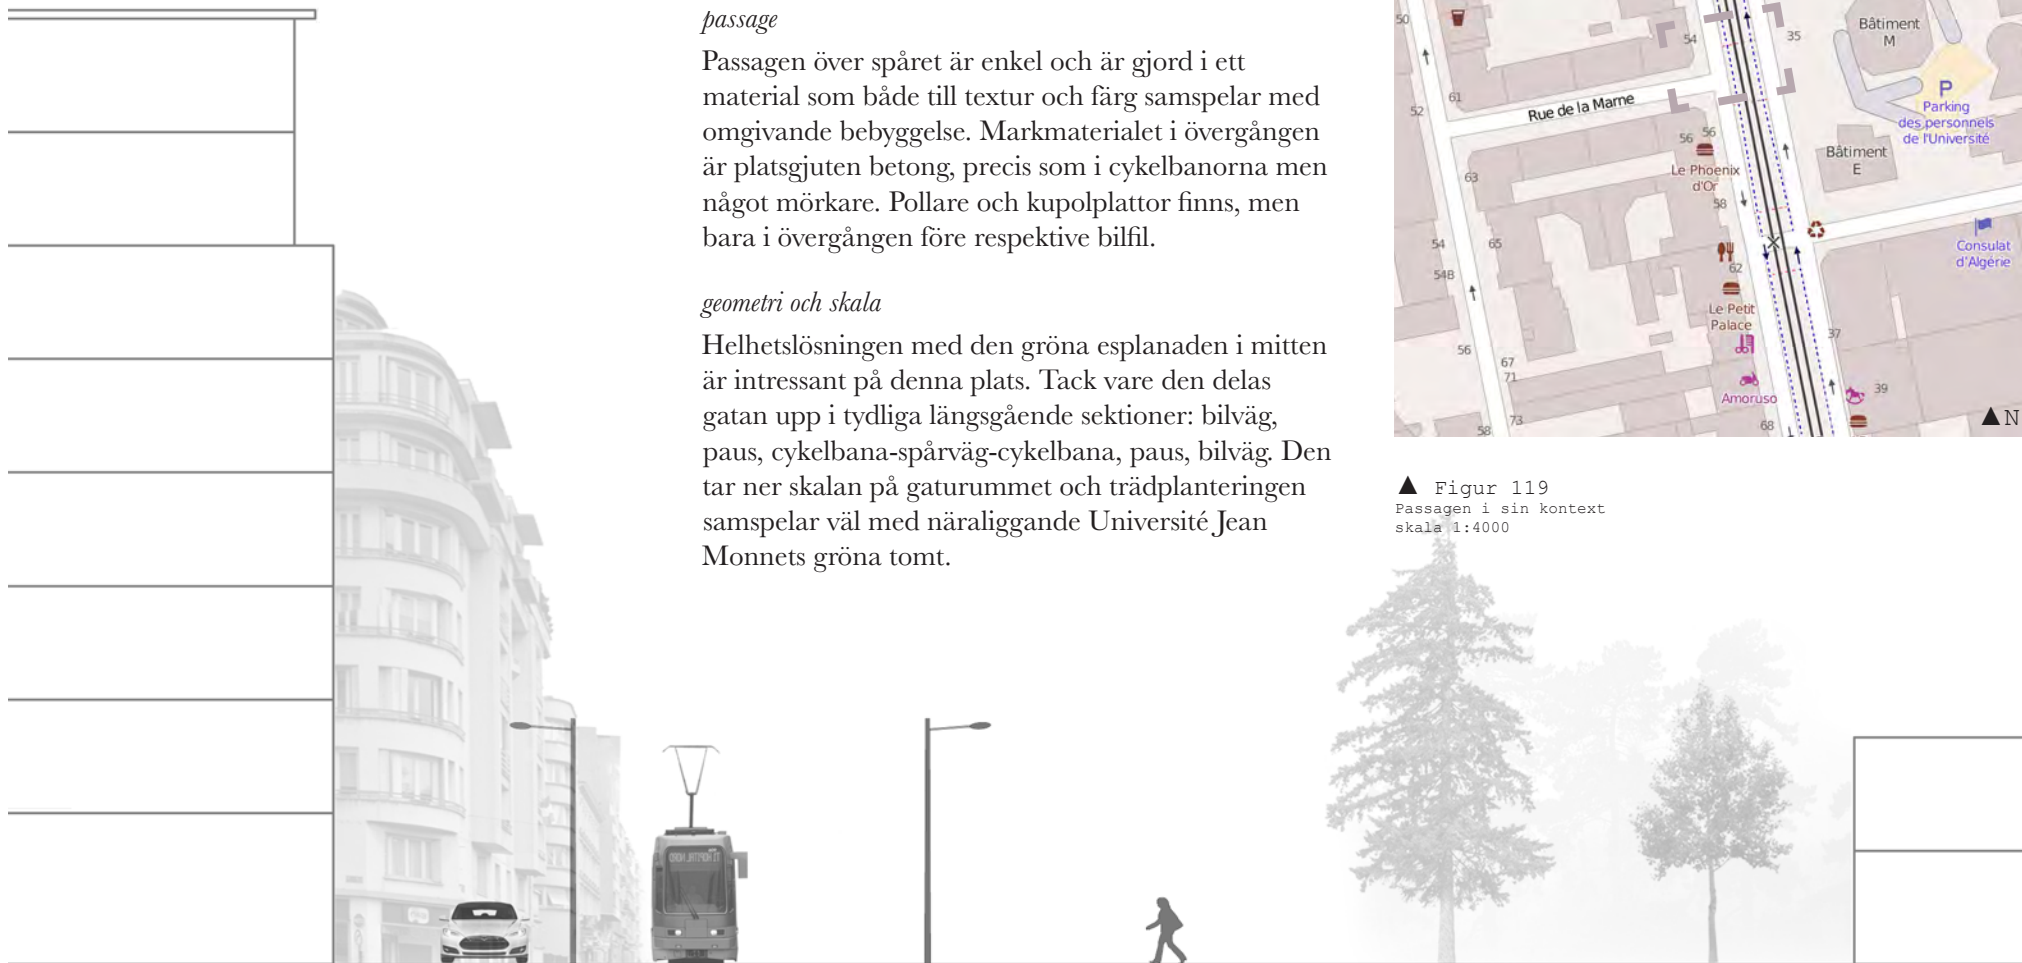 passage
Passagen över spåret är enkel och är gjord i ett
material som både till textur och färg samspelar med
omgivande bebyggelse. Markmaterialet i övergången
är platsgjuten betong, precis som i cykelbanorna men
något mörkare. Pollare och kupolplattor finns, men
bara i övergången före respektive bilfil.
geometri och skala
Helhetslösningen med den gröna esplanaden i mitten
är intressant på denna plats. Tack vare den delas
gatan upp i tydliga längsgående sektioner: bilväg,
paus, cykelbana-spårväg-cykelbana, paus, bilväg. Den
tar ner skalan på gaturummet och trädplanteringen
samspelar väl med näraliggande Université Jean
Monnets gröna tomt.
50
54
35
Bâtiment
M
P
Parking
des personnels
de l'Université
61
52
Rue de la Marne
56
56
Bâtiment
E
Le Phoenix
d'Or
63
58
54
65
54B
62
Consulat
d'Algérie
Le Petit
Palace
37
56
67
71
Amoruso
39
73
58
68
▲N
▲ Figur 119
Passagen i sin kontext
skala 1:4000